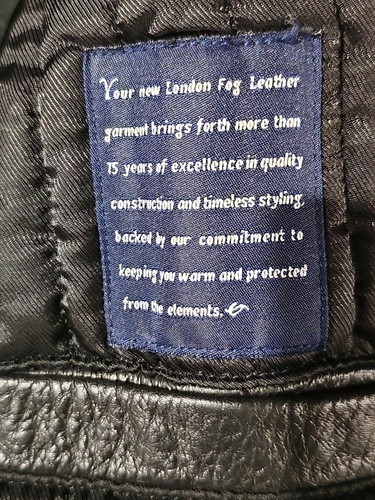 Your new London Fog Leather
garment brings forth more than
75 years of excellence in quality
construction and timeless styling,
backed by our commitment to
keeping you warm and protected
from the elements.